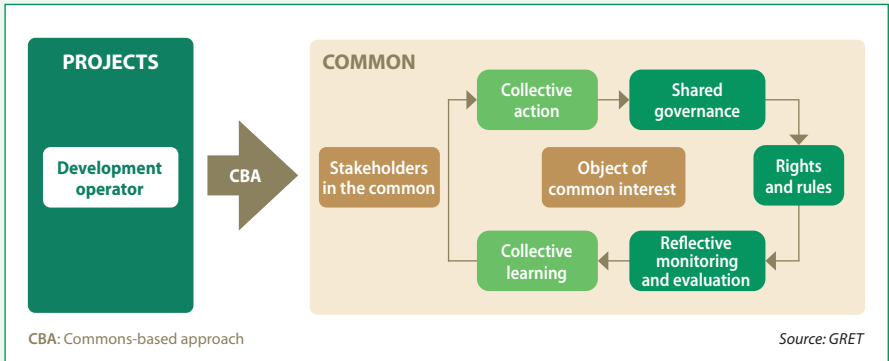 PROJECTS
Development
operator
CBA
COMMON
Stakeholders
in the common
Collective
action
Shared
governance
Object of
common interest
Rights
and rules
Collective
learning
Reflective
monitoring
and evaluation
CBA: Commons-based approach
Source: GRET